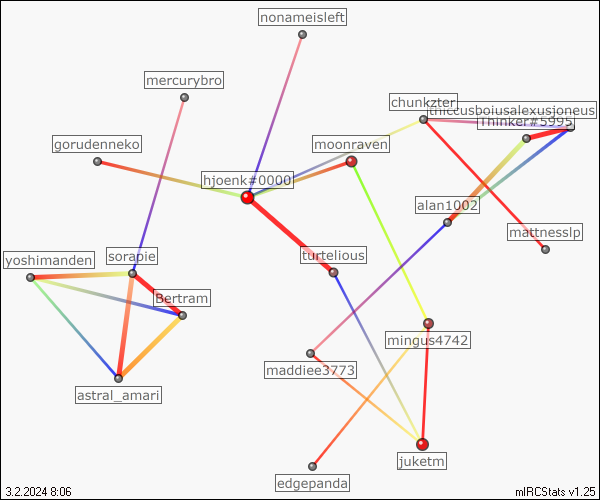 nonameisleft
mercurybro
chunkzter
thiccusboiusalexusjoneus
Thinker#5995
gorudenneko
moonraven
hjoenk#0000
alan1002
mattnesslp
yoshimanden
sorapie
turtelious
Bertram
mingus4742
maddiee3773
astral_amari
juketm
edgepanda
3.2.2024 8:06
mIRCStats v1.25